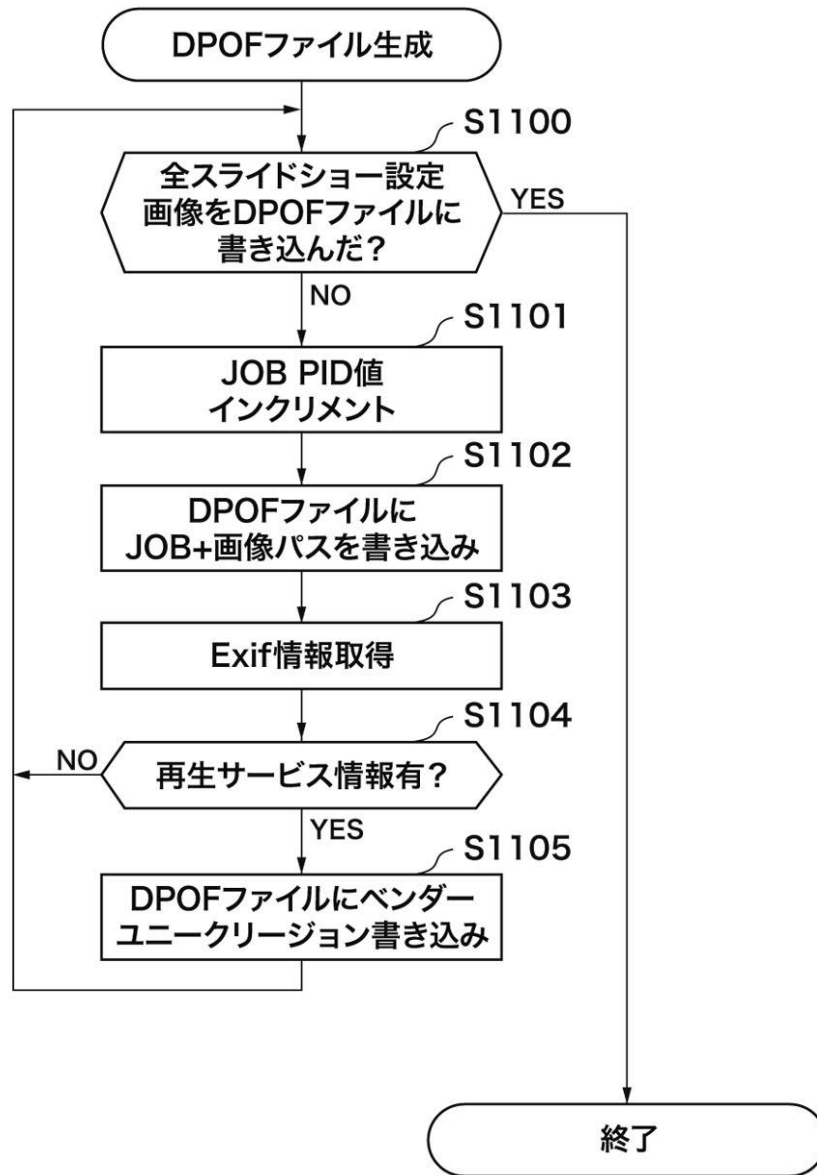 DPOFファイル生成
S1100
全スライドショー設定
画像をDPOFファイルに
書き込んだ？
YES
NO
S1101
JOB PID値
インクリメント
S1102
DPOFファイルに
JOB+画像パスを書き込み
S1103
Exif情報取得
S1104
NO
再生サービス情報有？
YES
S1105
DPOFファイルにベンダー
ユニークリージョン書き込み
終了